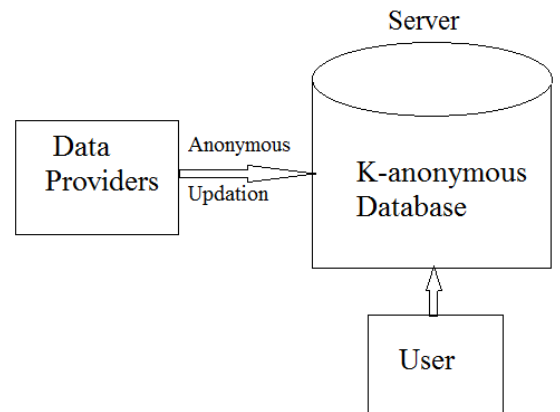 Server
Data
Providers
Anonymous
Updation
K-anonymous
Database
User